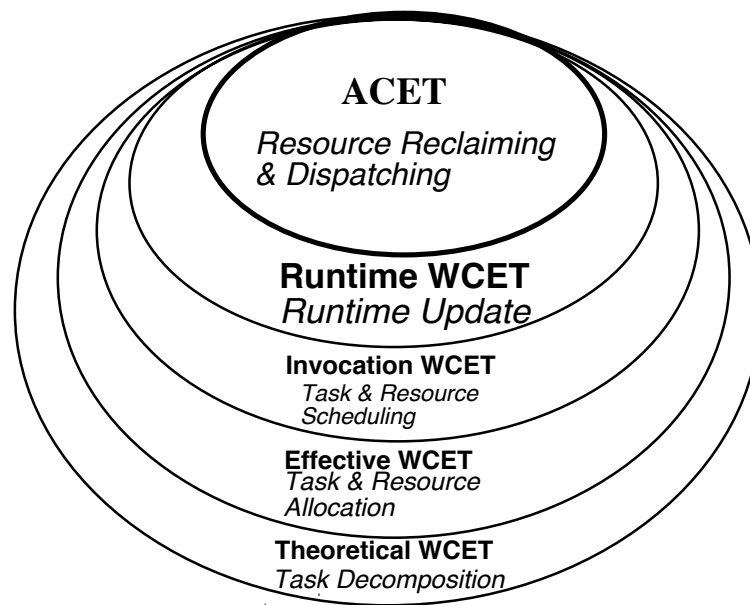 ACET
Resource Reclaiming
& Dispatching
Runtime WCET
Runtime Update
Invocation WCET
Task & Resource
Scheduling
Effective WCET
Task & Resource
Allocation
Theoretical WCET
Task Decomposition